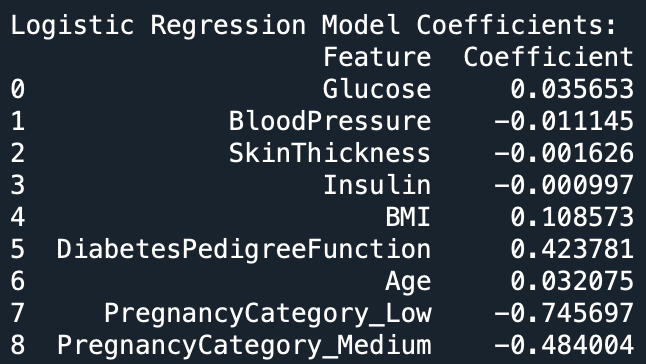 Logistic Regression Model Coefficients:
Feature Coefficient
0 Glucose 0.035653
1 BloodPressure -0.011145
2 SkinThickness -0.001626
3 Insulin -0.000997
4 BMI 0.108573
5 DiabetesPedigreeFunction 0.423781
6 Age 0.032075
7 PregnancyCategory_Low -0.745697
8 PregnancyCategory_Medium -0.484004